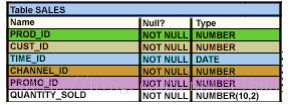 Table SALES
Name Null? Type
PROD_ID NOT NULL NUMBER
CUST_ID NOT NULL NUMBER
TIME_ID NOT NULL DATE
CHANNEL_ID NOT NULL NUMBER
PROMO_ID NOT NULL NUMBER
QUANTITY_SOLD NOT NULL NUMBER(10,2)